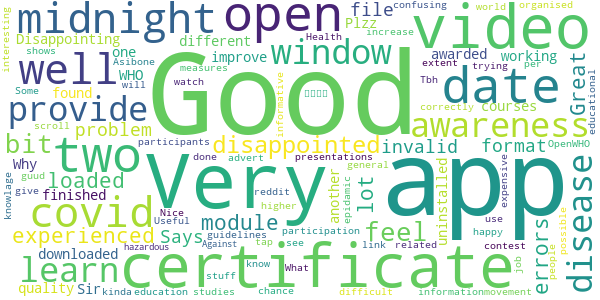 midnight
open
file
Plzz
confusing
world
organised
Disappointing
one
different
Health
increase
video
interesting
Asibone
shows
well
WHO
improve
window
awarded
working
extent
trying
per
Some
will
watch
measures
Good
date
Great
Tbh
provide
found
problem
informative
awareness
correctly
courses
bit
two
disappointed
invalid
format
educational
OpenWHO
Why
loaded
participants
scroll
done
advert
presentations
general
Very
app
disease
guud
give
finished
another
lot
uninstalled
expensive
higher
reddit
epidamic
covid
Nice
Useful
guidelines
participation
module
feel
use
happy
experienced
Says
Against
tap
see
link
related
contest
errors
possible
people
knowlage
downloaded
hazardous
What
certificate
learn
know
stuff
job
quality
Sir
kinda
education
studies
chance
difficult
information
movement